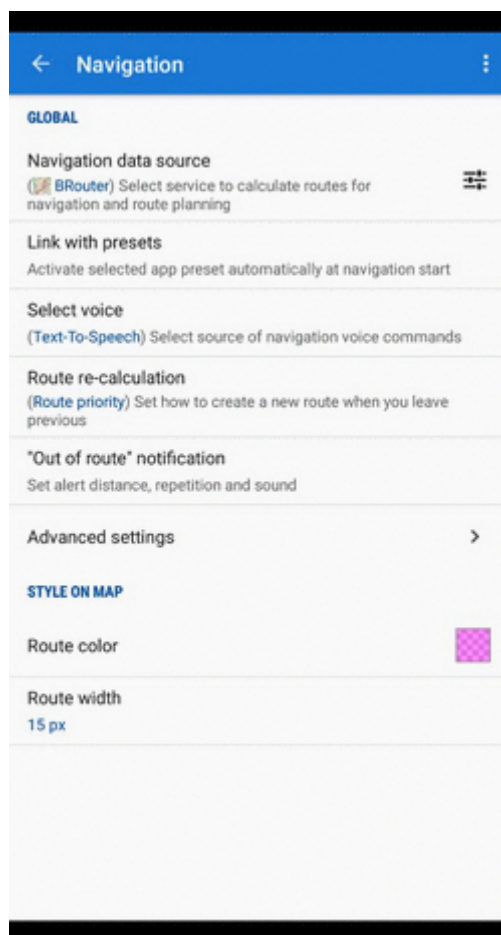 Navigation
GLOBAL
Navigation data source
(BRouter) Select service to calculate routes for
navigation and route planning
Link with presets
Activate selected app preset automatically at navigation start
Select voice
(Text-To-Speech) Select source of navigation voice commands
Route re-calculation
(Route priority) Set how to create a new route when you leave
previous
"Out of route" notification
Set alert distance, repetition and sound
Advanced settings
STYLE ON MAP
Route color
Route width
15 px